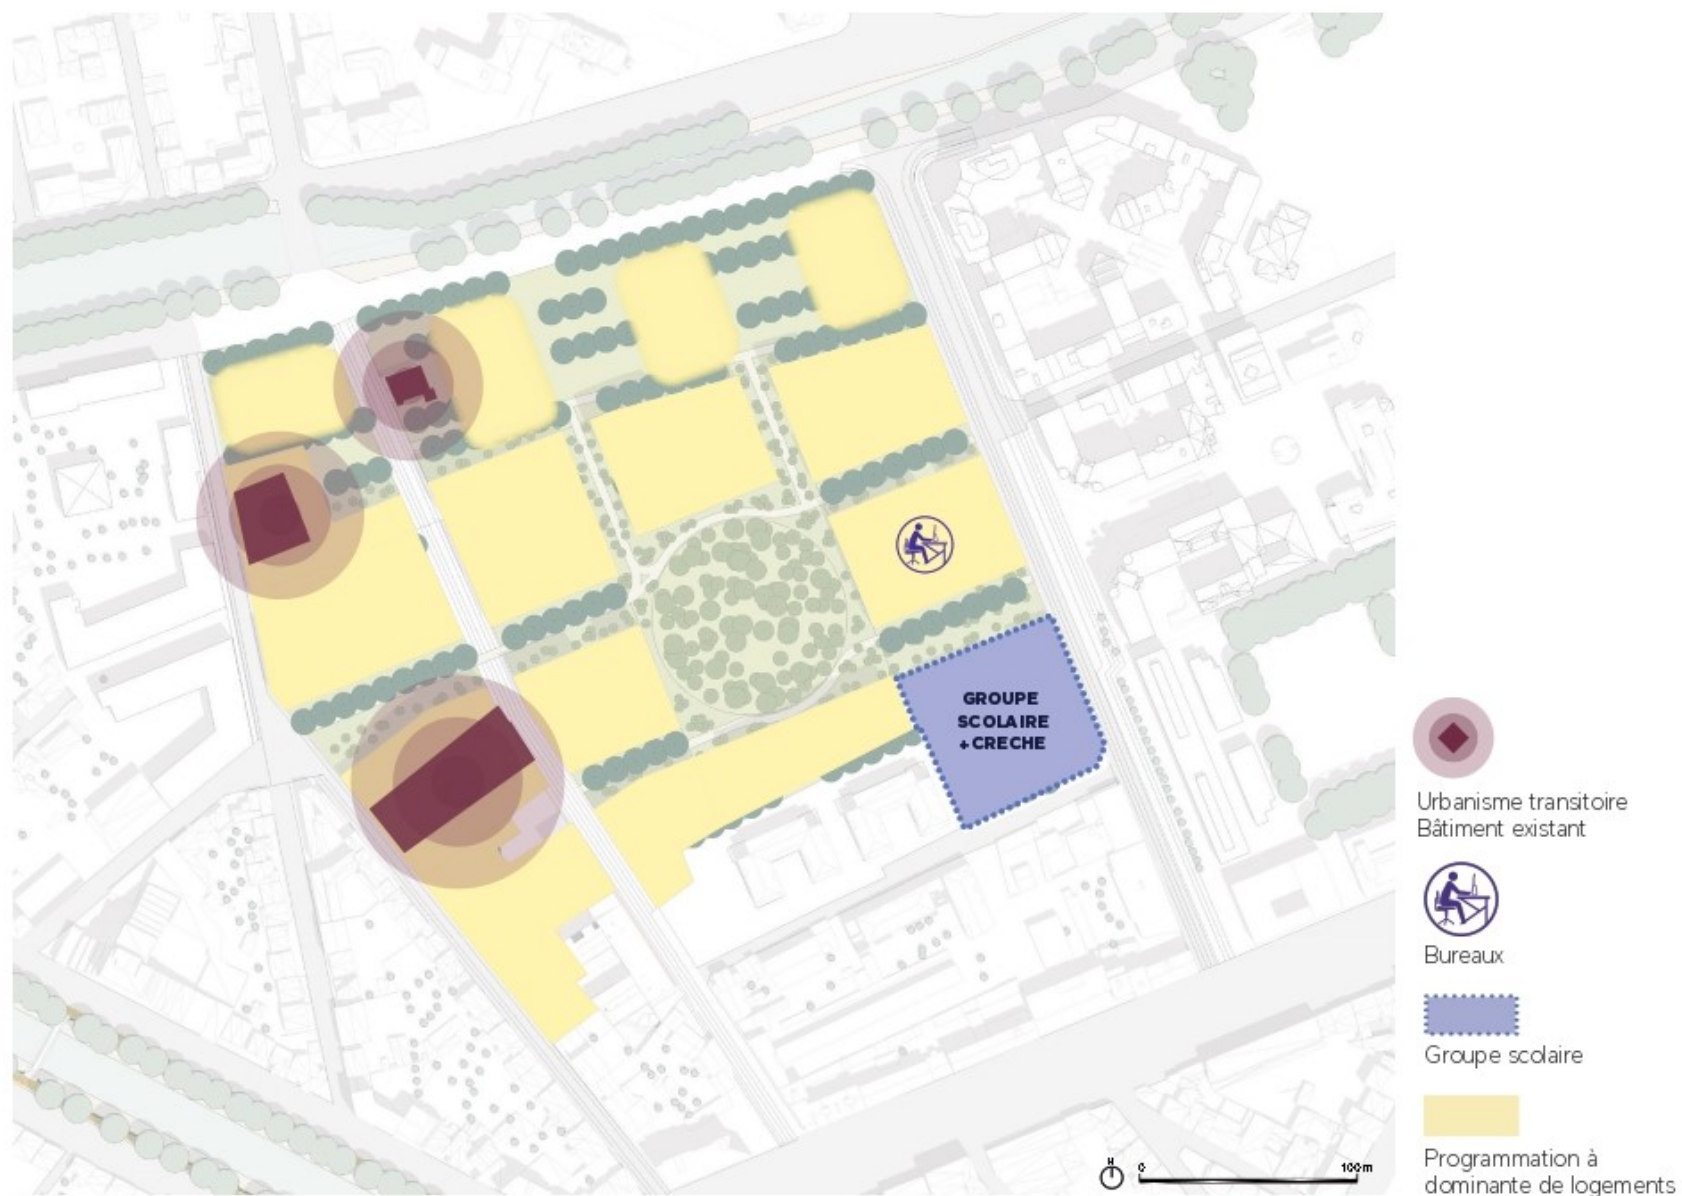 GROUPE
SCOLAIRE
+CRECHE
Urbanisme transitoire
Bâtiment existant
Bureaux
Groupe scolaire
Programmation à
dominante de logements
N
0 100m